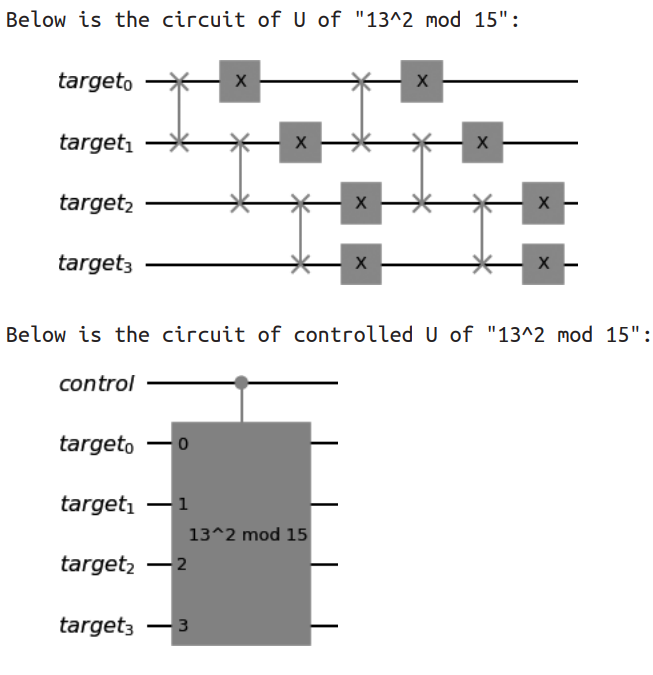 Below is the circuit of U of "13^2 mod 15":
target₀ X X
target₁ X X
target₂ X X
target₃ X X
Below is the circuit of controlled U of "13^2 mod 15":
control
target₀ 0
target₁ 1
13^2 mod 15
target₂ 2
target₃ 3